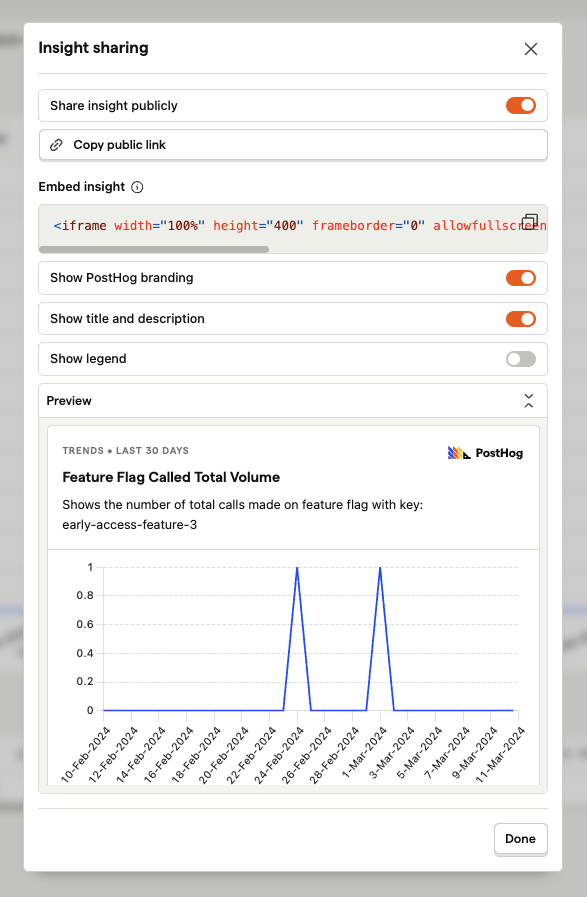 Insight sharing
Share insight publicly
Copy public link
Embed insight
<iframe width="100%" height="400" frameborder="0" allowfullscreen
Show PostHog branding
Show title and description
Show legend
Preview
TRENDS • LAST 30 DAYS
PostHog
Feature Flag Called Total Volume
Shows the number of total calls made on feature flag with key:
early-access-feature-3
1
0.8
0.6
0.4
0.2
0
10-Feb-2024
12-Feb-2024
14-Feb-2024
16-Feb-2024
18-Feb-2024
20-Feb-2024
22-Feb-2024
24-Feb-2024
26-Feb-2024
28-Feb-2024
1-Mar-2024
3-Mar-2024
5-Mar-2024
7-Mar-2024
9-Mar-2024
11-Mar-2024
Done